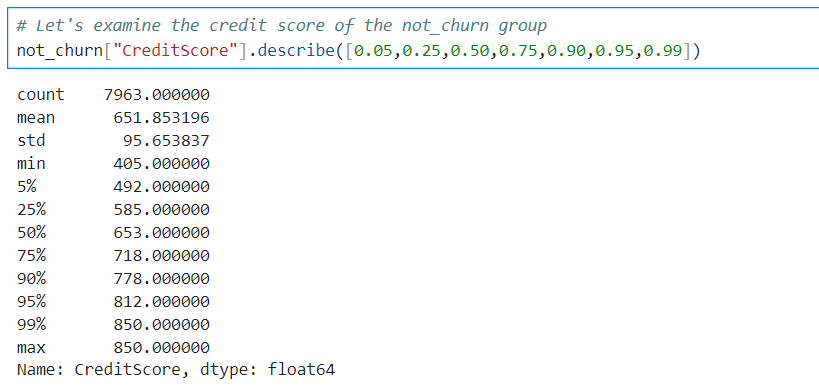 # Let's examine the credit score of the not_churn group
not_churn["CreditScore"].describe([0.05,0.25,0.50,0.75,0.90,0.95,0.99])
count    7963.000000
mean      651.853196
std        95.653837
min       405.000000
5%        492.000000
25%       585.000000
50%       653.000000
75%       718.000000
90%       778.000000
95%       812.000000
99%       850.000000
max       850.000000
Name: CreditScore, dtype: float64